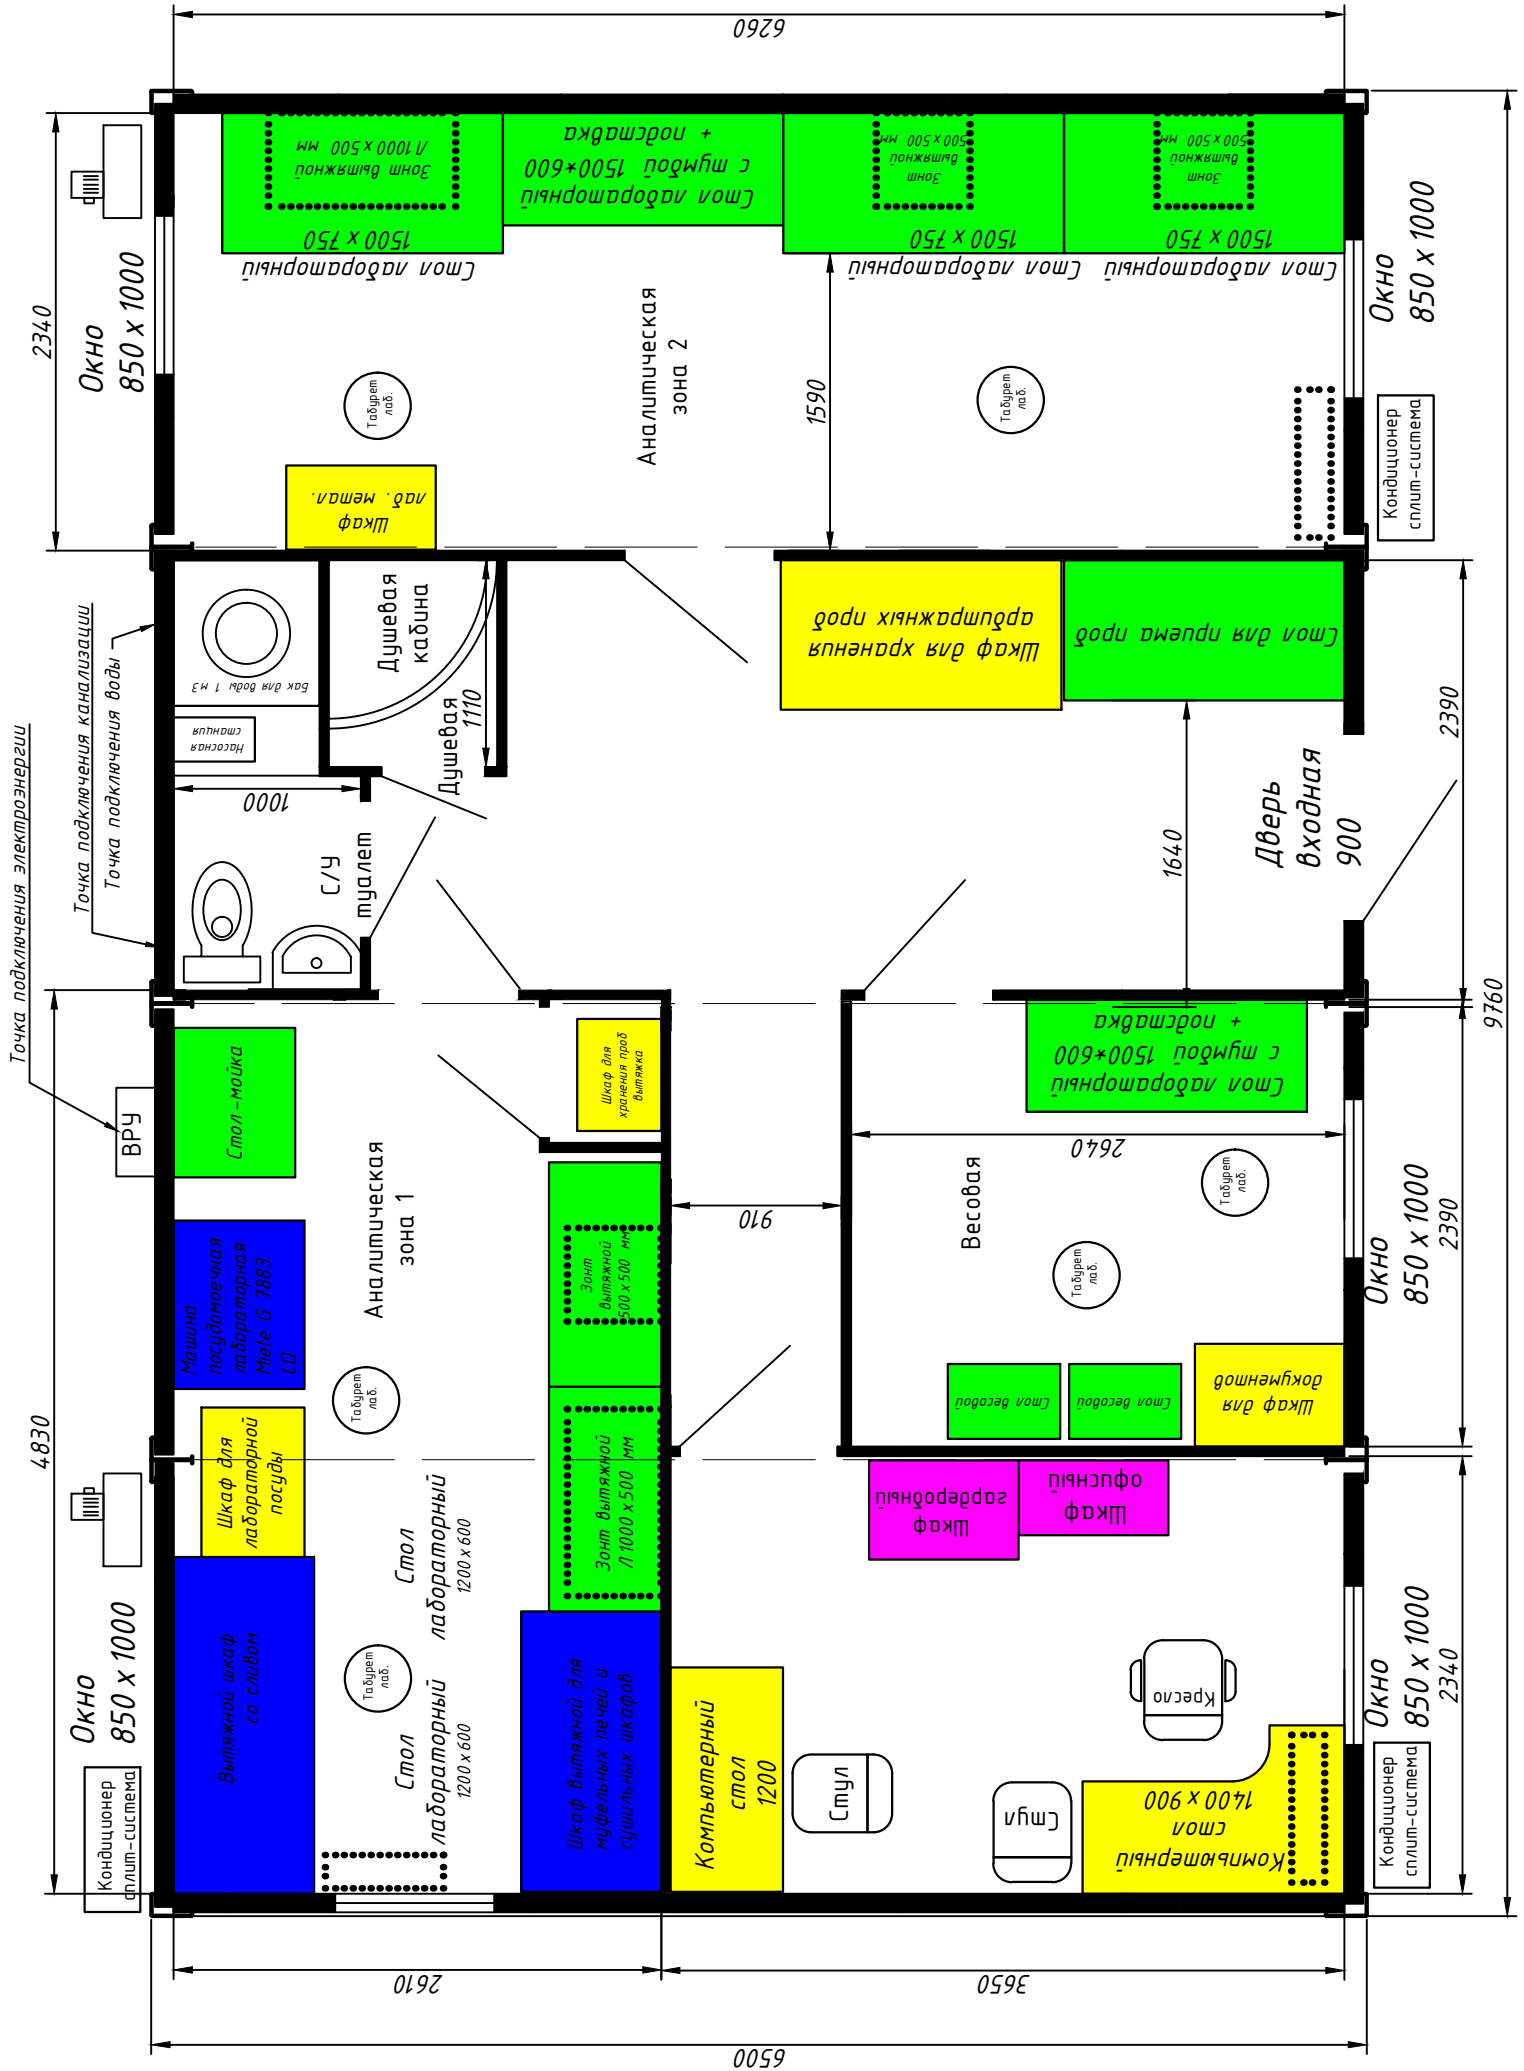 6260
2340
Окно
850 х 1000
Зонт вытяжной
Л 1000 х 500 мм
Стол лабораторный
1500 х 750
Стол лабораторный
с тумбой 1500*600
+ подставка
Зонт
вытяжной
500 х 500 мм
Стол лабораторный
1500 х 750
Зонт
вытяжной
500 х 500 мм
Стол лабораторный
1500 х 750
Окно
850 х 1000
Аналитическая
зона 2
1590
Табурет
лаб.
Табурет
лаб.
Шкаф
лаб. метал.
Кондиционер
сплит-система
Точка подключения электроэнергии
Точка подключения канализации
Точка подключения воды
Бак для воды 1 м3
Насосная
станция
Душевая
кабина
Душевая
1110
1000
С/У
туалет
Шкаф для хранения
арбитражных проб
Стол для приема проб
1640
Дверь
входная
900
2390
9760
4830
ВРУ
Стол-мойка
Машина
посудомоечная
лабораторная
Miele G 7883
CD
Шкаф для
лабораторной
посуды
Вытяжной шкаф
со сливом
Аналитическая
зона 1
Табурет
лаб.
Табурет
лаб.
Стол
лабораторный
1200 х 600
Стол
лабораторный
1200 х 600
Шкаф для
хранения проб
вытяжка
Зонт
вытяжной
500 х 500 мм
Зонт вытяжной
Л 1000 х 500 мм
Шкаф вытяжной для
муфельных печей и
сушильных шкафов
Окно
850 х 1000
Кондиционер
сплит-система
910
Весовая
2640
Стол лабораторный
с тумбой 1500*600
+ подставка
Табурет
лаб.
Табурет
лаб.
Стол весовой
Стол весовой
Шкаф для
документов
Окно
850 х 1000
2390
Шкаф
гардеробный
Шкаф
офисный
Компьютерный
стол
1200
Стул
Стул
Кресло
Компьютерный
стол
1400 х 900
Окно
850 х 1000
2340
Кондиционер
сплит-система
2610
3650
6500